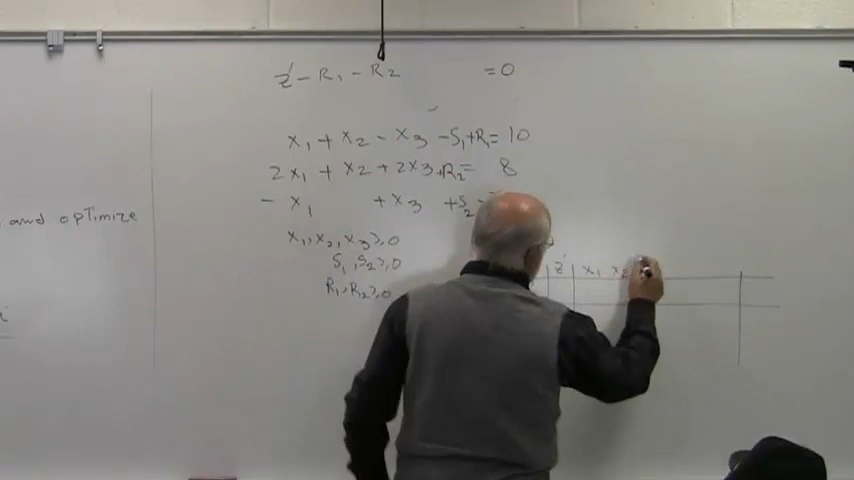 z' - R₁ - R₂ = 0
x₁ + x₂ - x₃ - S₁ + R₁ = 10
2x₁ + x₂ + 2x₃ + R₂ = 8
and optimize
- x₁ + x₃ + S₂
x₁, x₂, x₃ ≥ 0
S₁, S₂ ≥ 0
z' x₁ x₂
R₁, R₂ ≥ 0